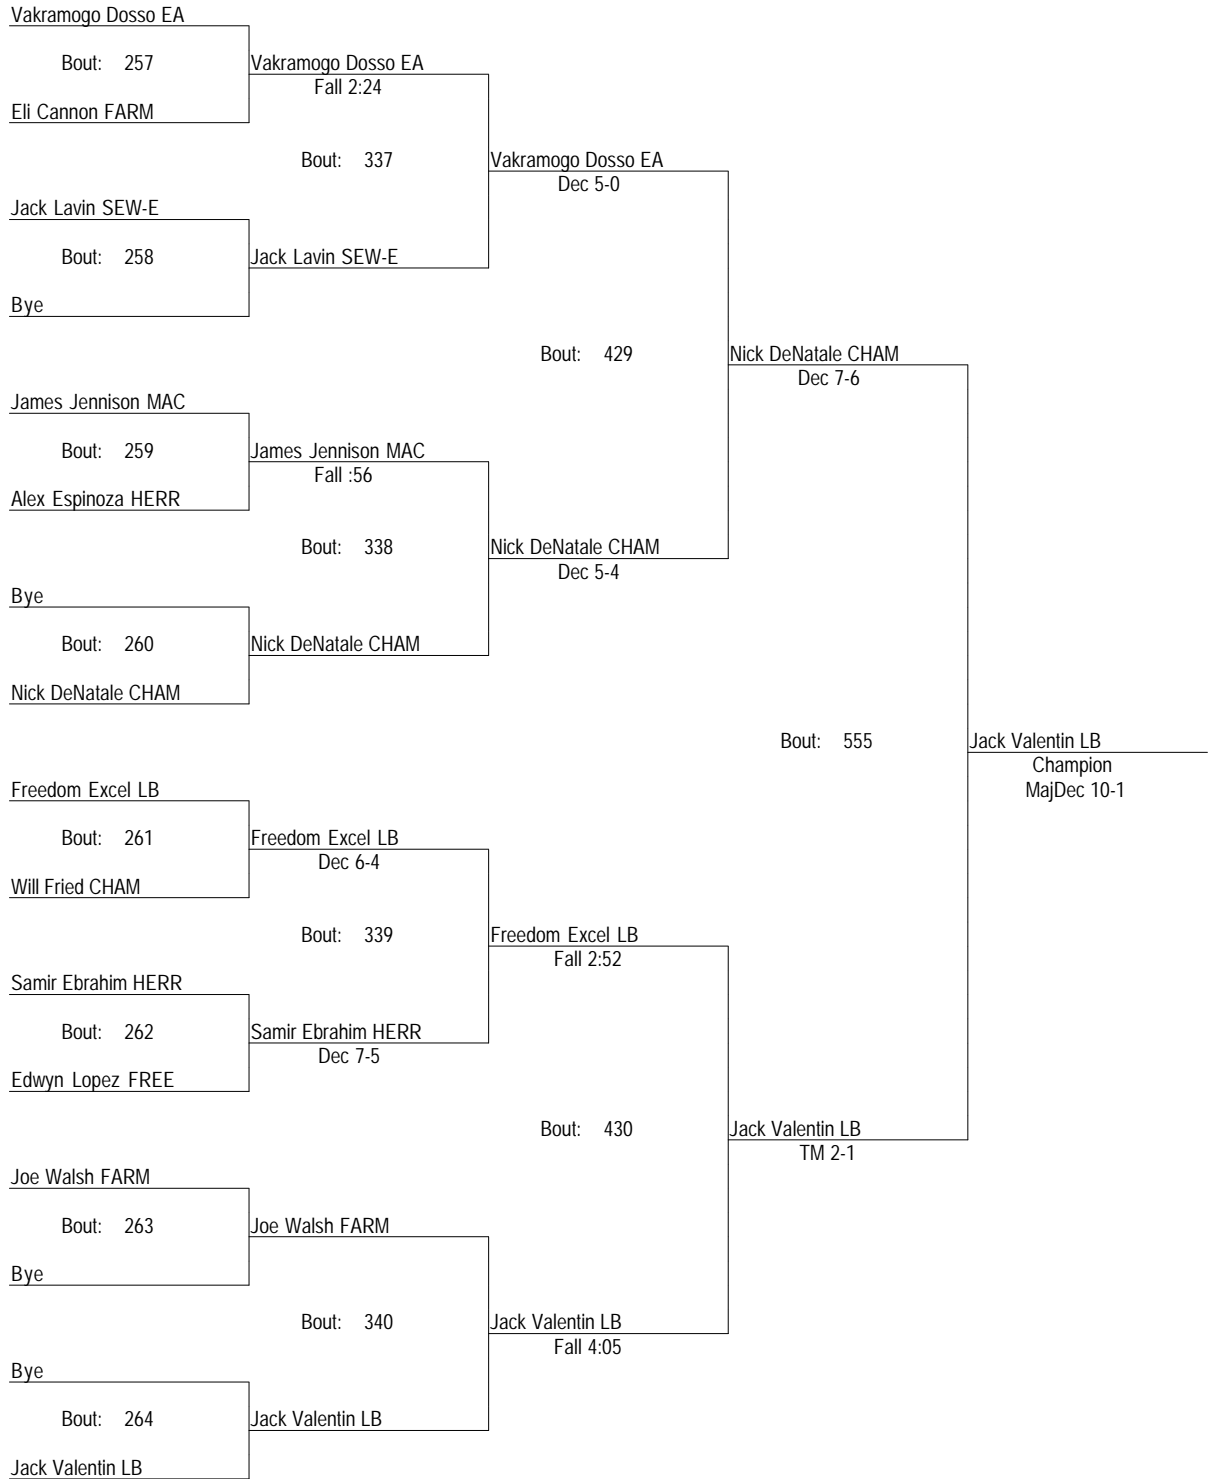 Vakramogo Dosso EA
Bout: 257
Vakramogo Dosso EA
Fall 2:24
Eli Cannon FARM
Bout: 337
Vakramogo Dosso EA
Dec 5-0
Jack Lavin SEW-E
Bout: 258
Jack Lavin SEW-E
Bye
Bout: 429
Nick DeNatale CHAM
Dec 7-6
James Jennison MAC
Bout: 259
James Jennison MAC
Fall :56
Alex Espinoza HERR
Bout: 338
Nick DeNatale CHAM
Dec 5-4
Bye
Bout: 260
Nick DeNatale CHAM
Nick DeNatale CHAM
Bout: 555
Jack Valentin LB
Champion
MajDec 10-1
Freedom Excel LB
Bout: 261
Freedom Excel LB
Dec 6-4
Will Fried CHAM
Bout: 339
Freedom Excel LB
Fall 2:52
Samir Ebrahim HERR
Bout: 262
Samir Ebrahim HERR
Dec 7-5
Edwyn Lopez FREE
Bout: 430
Jack Valentin LB
TM 2-1
Joe Walsh FARM
Bout: 263
Joe Walsh FARM
Bye
Bout: 340
Jack Valentin LB
Fall 4:05
Bye
Bout: 264
Jack Valentin LB
Jack Valentin LB